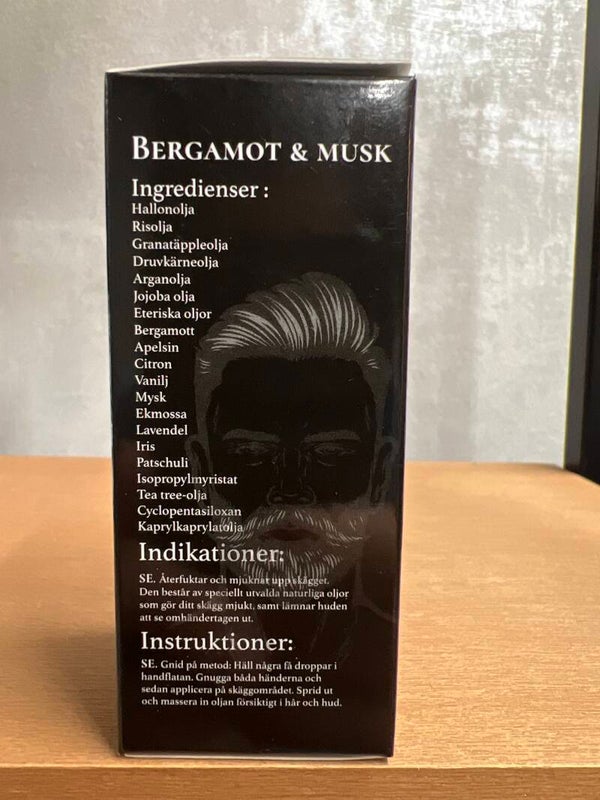 BERGAMOT & MUSK
Ingredienser :
Hallonolja
Risolja
Granatäppleolja
Druvkärneolja
Arganolja
Jojoba olja
Eteriska oljor
Bergamott
Apelsin
Citron
Vanilj
Mysk
Ekmossa
Lavendel
Iris
Patschuli
Isopropylmyristat
Tea tree-olja
Cyclopentasiloxan
Kaprylkaprylatolja
Indikationer:
SE. Återfuktar och mjuknar upp skägget.
Den består av speciellt utvalda naturliga oljor
som gör ditt skägg mjukt, samt lämnar huden
att se omhändertagen ut.
Instruktioner:
SE. Gnid på metod: Häll några få droppar i
handflatan. Gnugga båda händerna och
sedan applicera på skäggområdet. Sprid ut
och massera in oljan försiktigt i hår och hud.